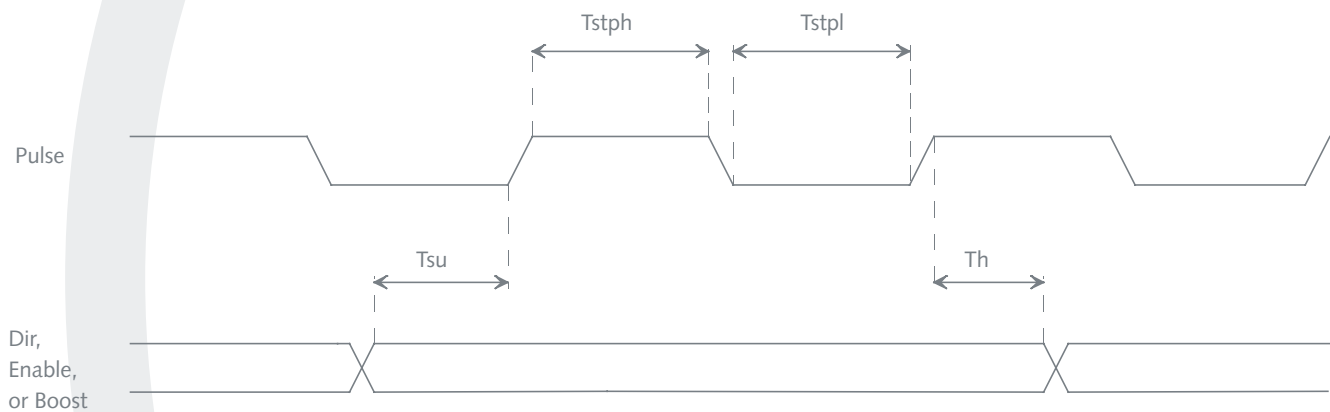 Tstph
Tstpl
Pulse
Tsu
Th
Dir,
Enable,
or Boost